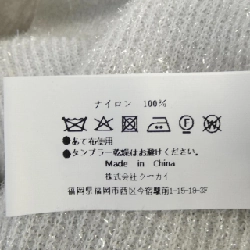 ナイロン 100%
●あて布使用
●タンブラー乾燥はお避けください。
Made in China
株式会社クーカイ
福岡県福岡市西区今宿駅前1-15-18-3F